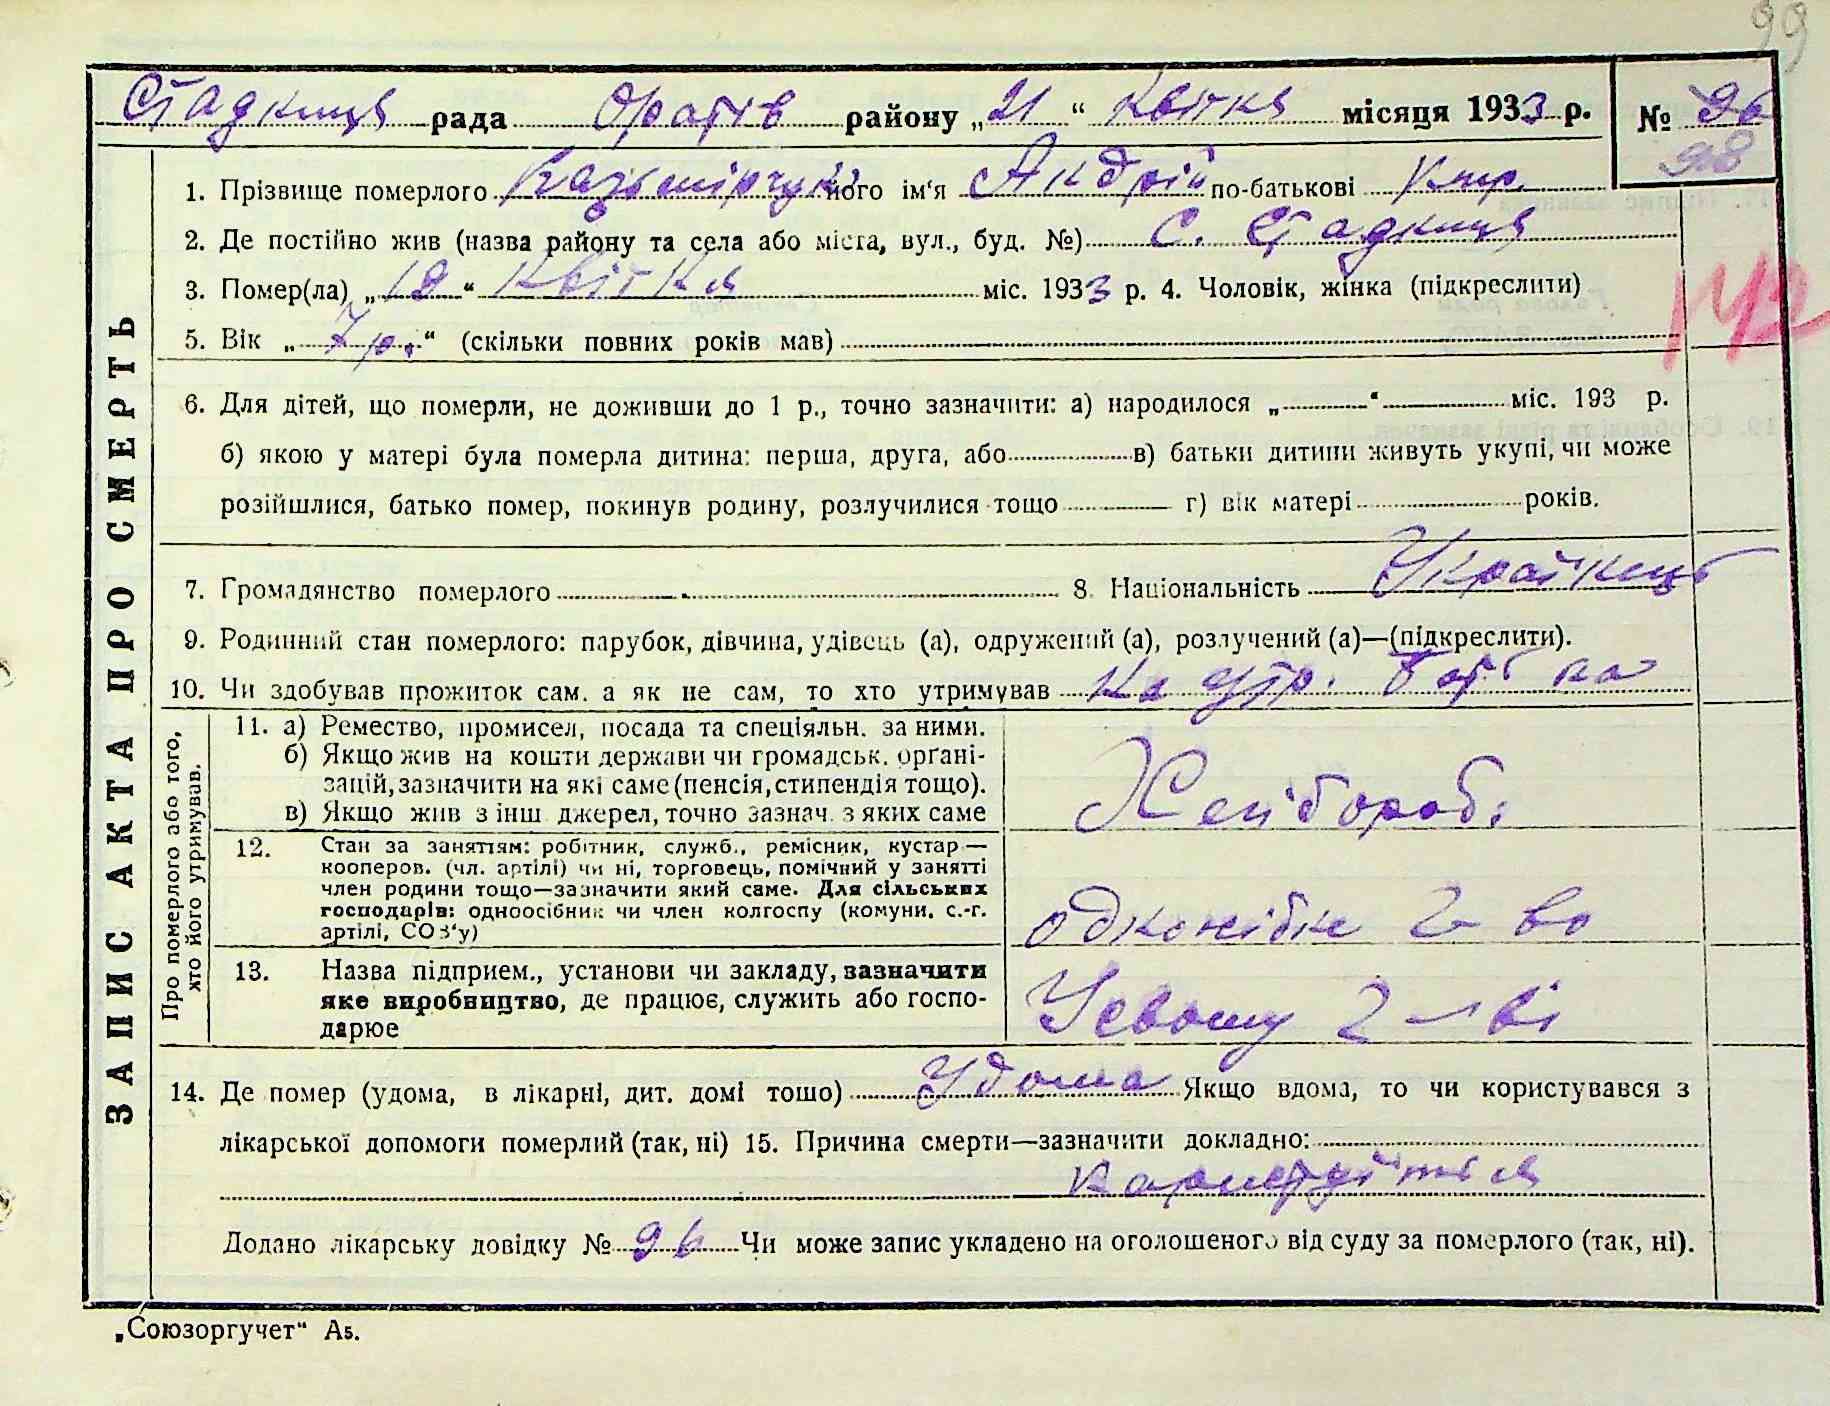 99
Стадниця рада Оратів району „21“ Квітня місяця 1933 р. № 96
98
1. Прізвище померлого Казьмірчук його ім‘я Андрій по-батькові
2. Де постійно жив (назва району та села або міста, вул., буд. №) С. Стадниця
3. Помер(ла) „19“ Квітня міс. 1933 р. 4. Чоловік, жінка (підкреслити)
5. Вік „7 р.“ (скільки повних років мав)
6. Для дітей, що померли, не доживши до 1 р., точно зазначити: а) народилося „ “ міс. 193 р.
б) якою у матері була померла дитина: перша, друга, або в) батьки дитини живуть укупі, чи може
розійшлися, батько помер, покинув родину, розлучилися тощо г) вік матері років.
7. Громадянство померлого 8. Національність Українець
9. Родинний стан померлого: парубок, дівчина, удівець (а), одружений (а), розлучений (а)—(підкреслити).
10. Чи здобував прожиток сам. а як не сам, то хто утримував на утр. батька
ЗАПИС АКТА ПРО СМЕРТЬ
Про померлого або того,
хто його утримував.
11. а) Ремество, промисел, посада та спеціяльн. за ними.
б) Якщо жив на кошти держави чи громадськ. органі-
зацій, зазначити на які саме (пенсія, стипендія тощо).
в) Якщо жив з інш. джерел, точно зазнач. з яких саме
Хлібороб.
12. Стан за заняттям: робітник, служб., ремісник, кустар—
кооперов. (чл. артілі) чи ні, торговець, помічний у занятті
член родини тощо—зазначити який саме. Для сільських
господарів: одноосібник чи член колгоспу (комуни, с.-г.
артілі, СОЗ‘у)
13. Назва підприєм., установи чи закладу, зазначити
яке виробництво, де працює, служить або госпо-
дарює
14. Де помер (удома, в лікарні, дит. домі тощо) Удома Якщо вдома, то чи користувався з
лікарської допомоги померлий (так, ні) 15. Причина смерти—зазначити докладно:
Додано лікарську довідку № 96 Чи може запис укладено на оголошеного від суду за померлого (так, ні).
„Союзоргучет“ А5.